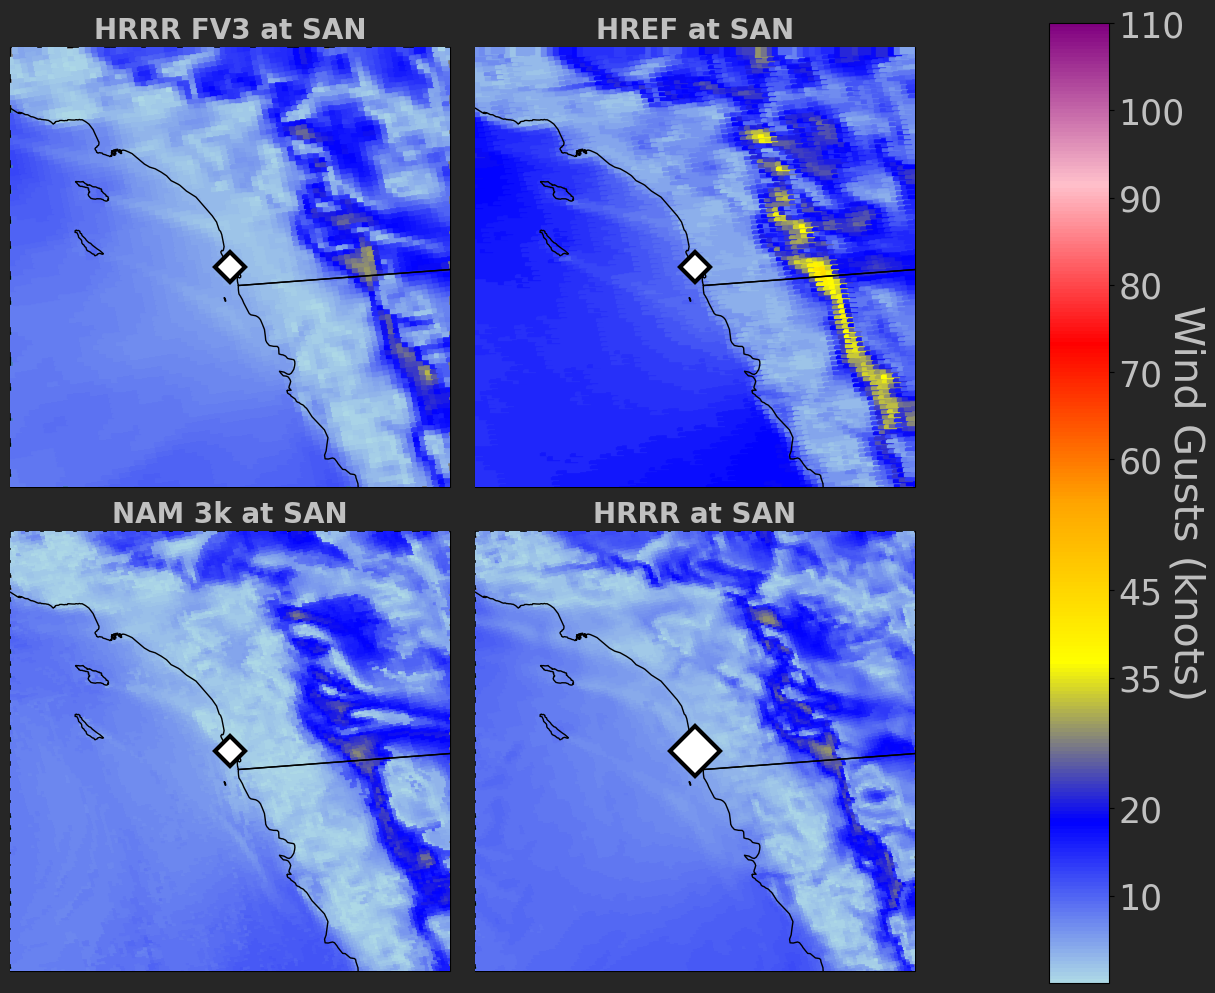 HRRR FV3 at SAN
HREF at SAN
NAM 3k at SAN
HRRR at SAN
110
100
90
80
70
60
45
35
20
10
Wind Gusts (knots)